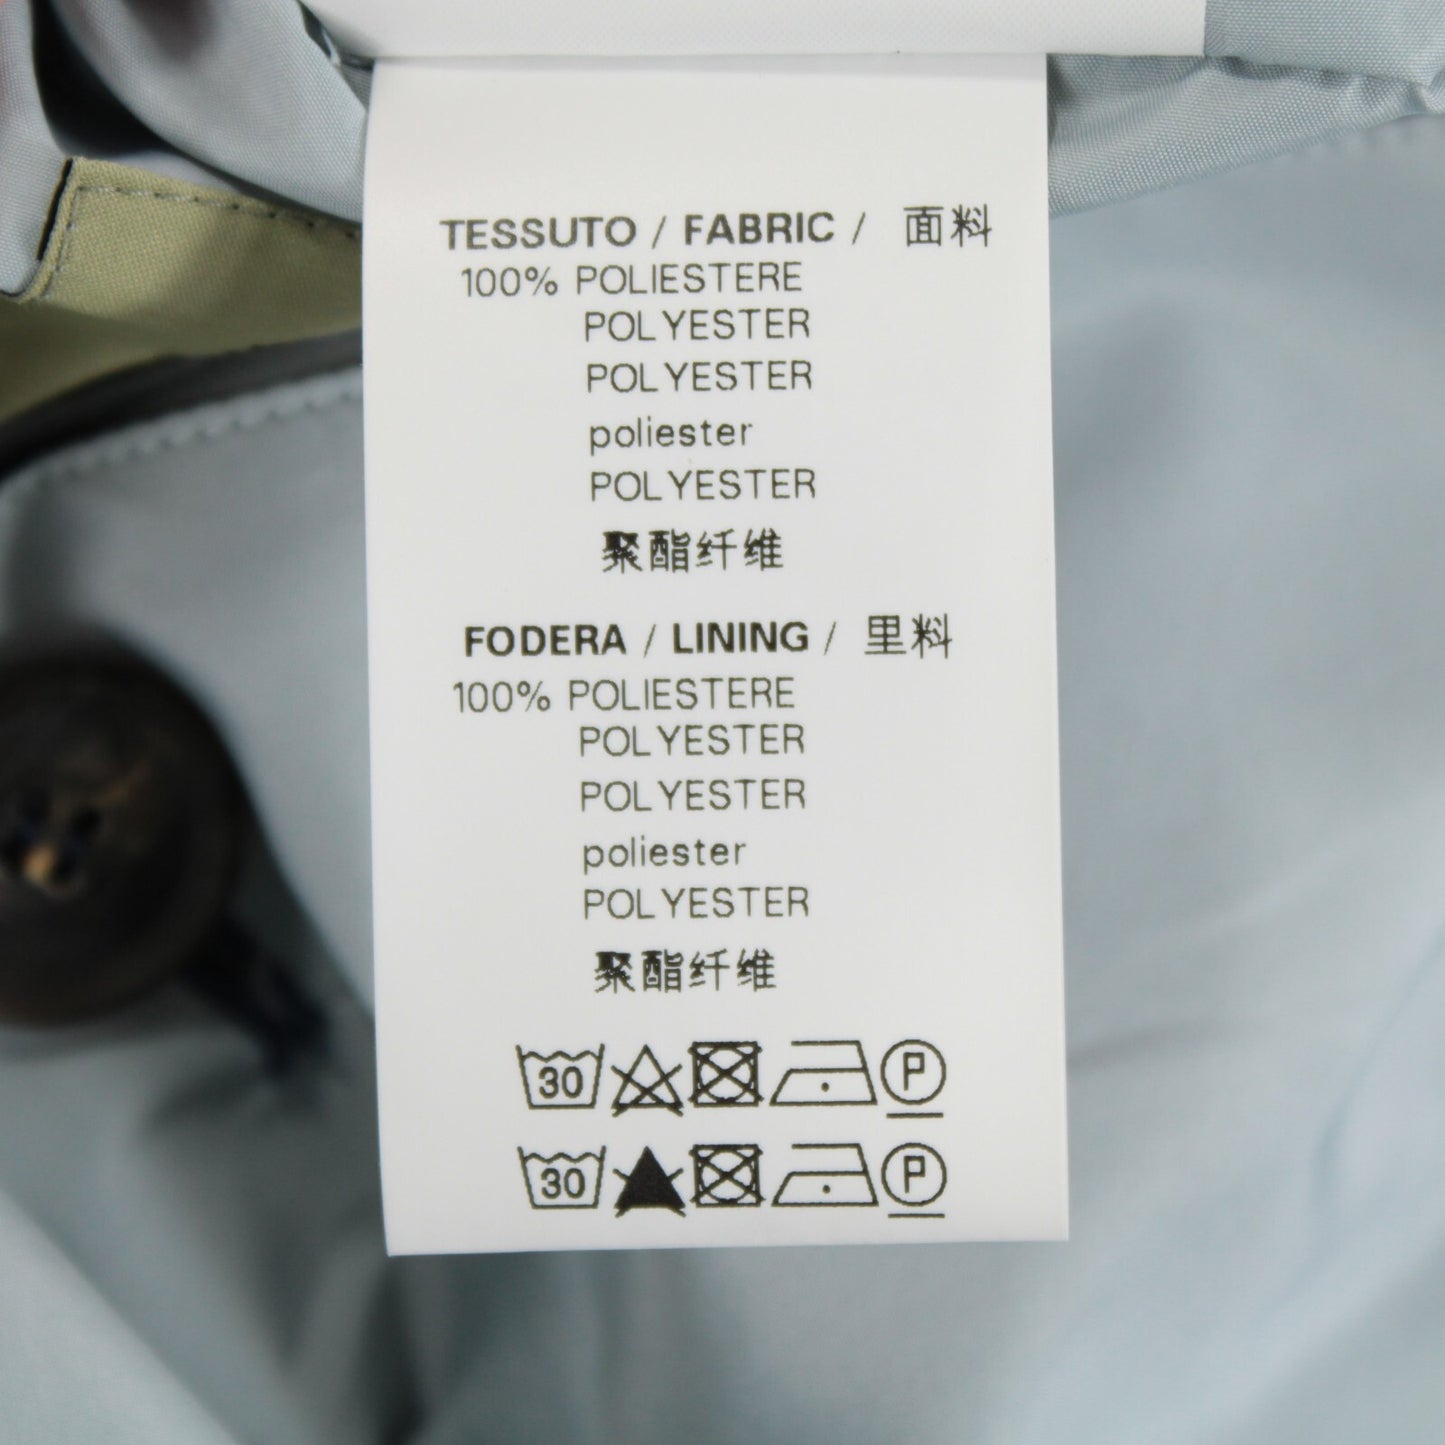 TESSUTO / FABRIC / 面料
100% POLIESTERE
POLYESTER
POLYESTER
poliester
POLYESTER
聚酯纤维
FODERA / LINING / 里料
100% POLIESTERE
POLYESTER
POLYESTER
poliester
POLYESTER
聚酯纤维
30 P
30 P